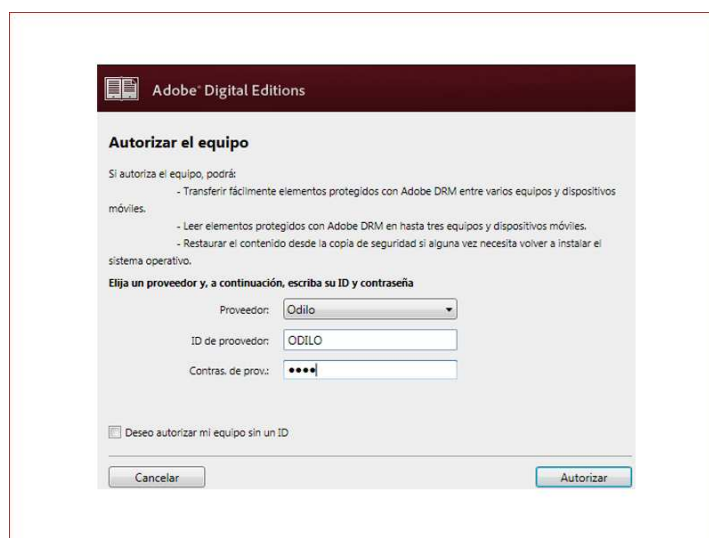 Adobe® Digital Editions
Autorizar el equipo
Si autoriza el equipo, podrá:
- Transferir fácilmente elementos protegidos con Adobe DRM entre varios equipos y dispositivos
móviles.
- Leer elementos protegidos con Adobe DRM en hasta tres equipos y dispositivos móviles.
- Restaurar el contenido desde la copia de seguridad si alguna vez necesita volver a instalar el
sistema operativo.
Elija un proveedor y, a continuación, escriba su ID y contraseña
Proveedor: Odilo
ID de proovedor: ODILO
Contras. de prov.: ●●●●
Deseo autorizar mi equipo sin un ID
Cancelar Autorizar